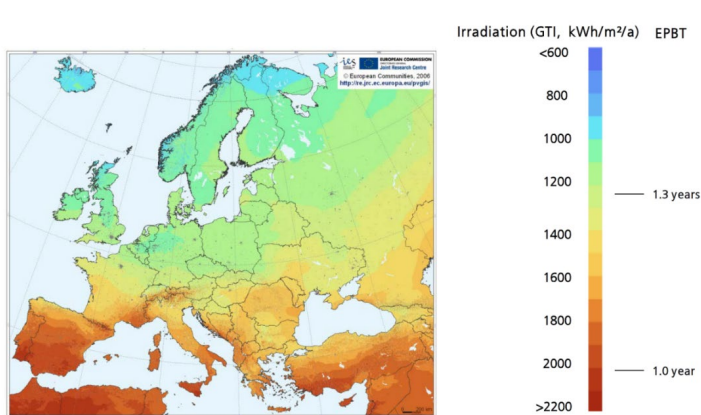 Irradiation (GTI, kWh/m²/a) EPBT
EUROPEAN COMMISSION
Joint Research Centre
© European Communities, 2006
http://re.jrc.ec.europa.eu/pvgis/
<600
800
1000
1200
1.3 years
1400
1600
1800
2000
1.0 year
>2200